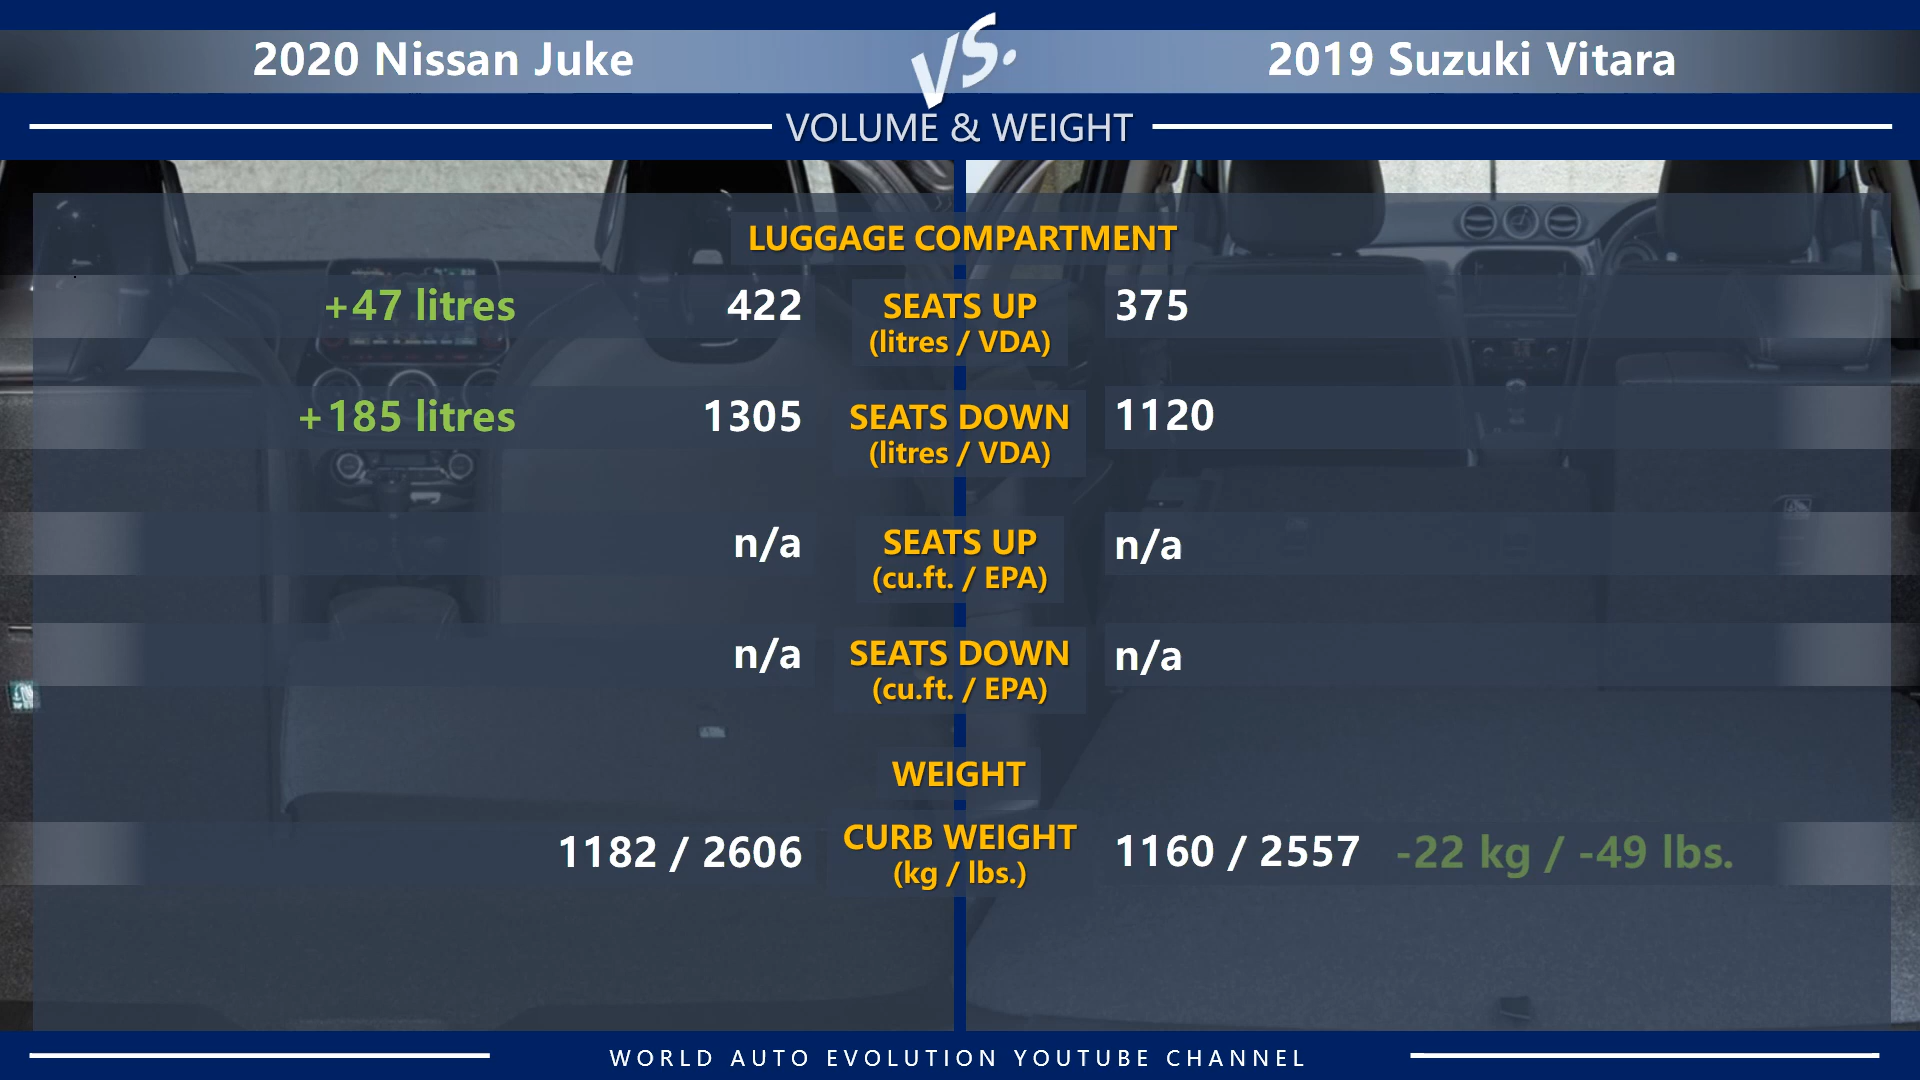 2020 Nissan Juke VS. 2019 Suzuki Vitara
VOLUME & WEIGHT
LUGGAGE COMPARTMENT
+47 litres 422 SEATS UP 375
(litres / VDA)
+185 litres 1305 SEATS DOWN 1120
(litres / VDA)
n/a SEATS UP n/a
(cu.ft. / EPA)
n/a SEATS DOWN n/a
(cu.ft. / EPA)
WEIGHT
1182 / 2606 CURB WEIGHT 1160 / 2557 -22 kg / -49 lbs.
(kg / lbs.)
WORLD AUTO EVOLUTION YOUTUBE CHANNEL